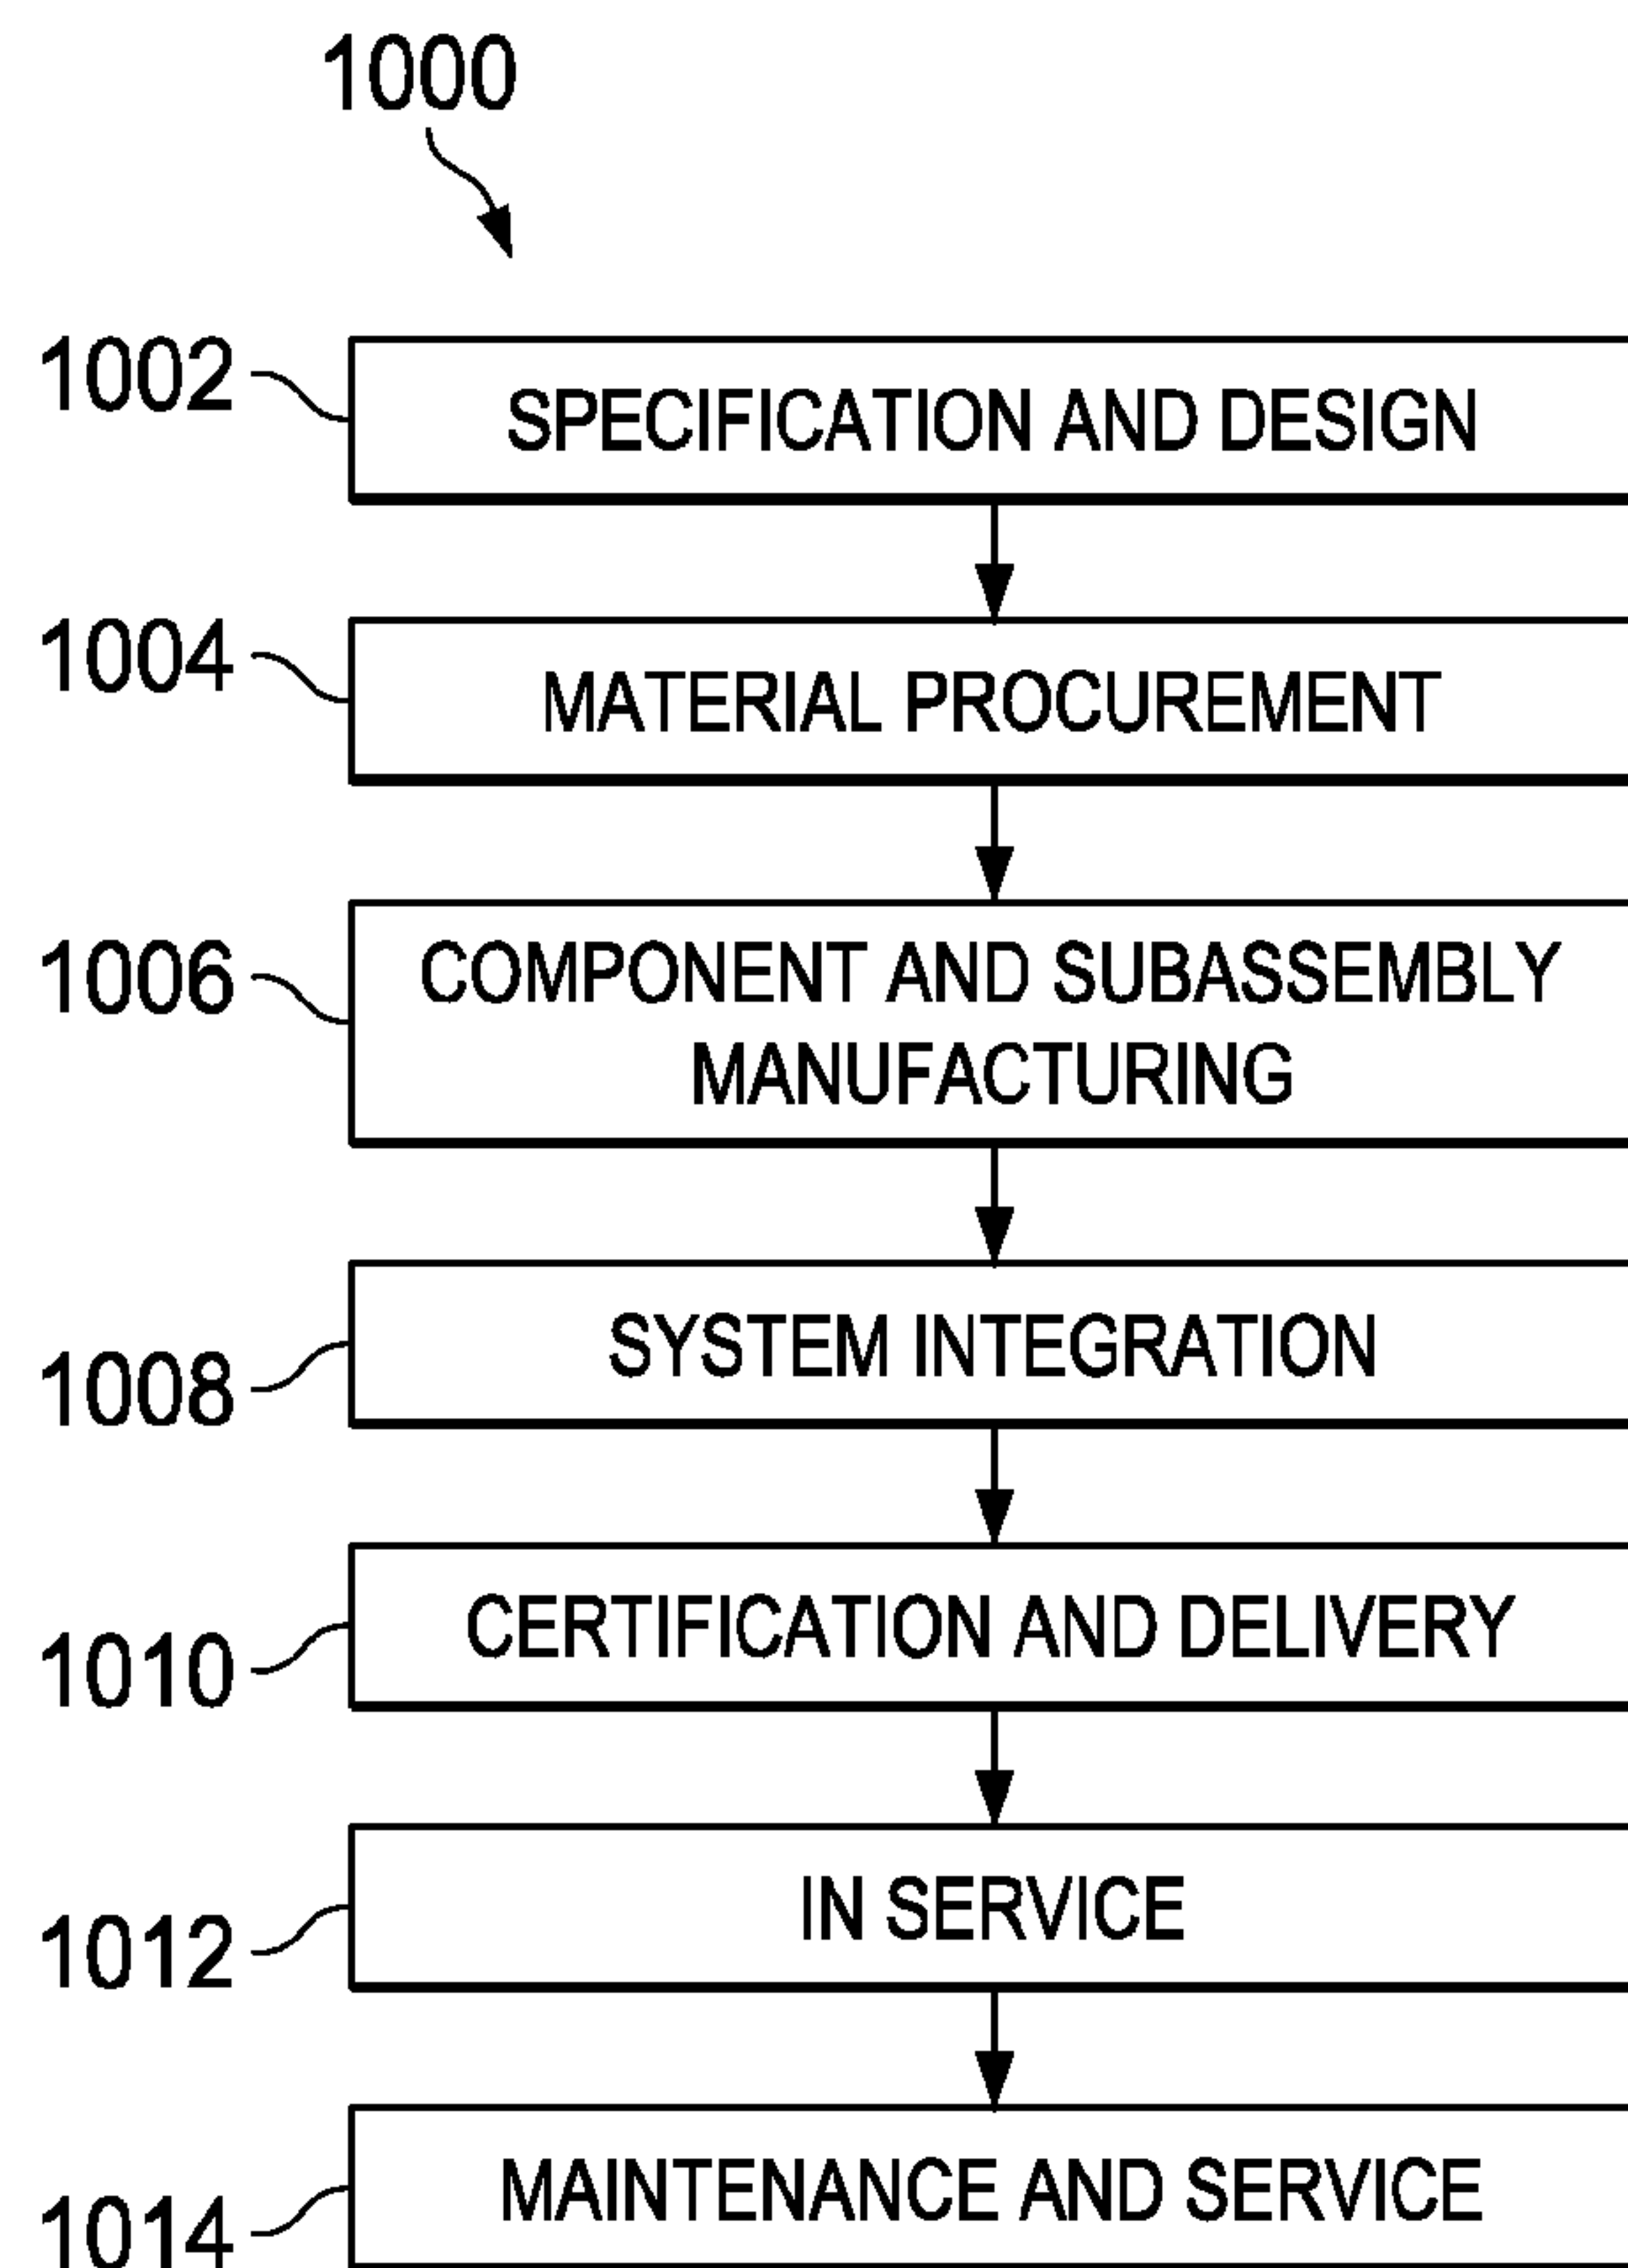 1000
1002
SPECIFICATION AND DESIGN
1004
MATERIAL PROCUREMENT
1006
COMPONENT AND SUBASSEMBLY
MANUFACTURING
1008
SYSTEM INTEGRATION
1010
CERTIFICATION AND DELIVERY
1012
IN SERVICE
1014
MAINTENANCE AND SERVICE